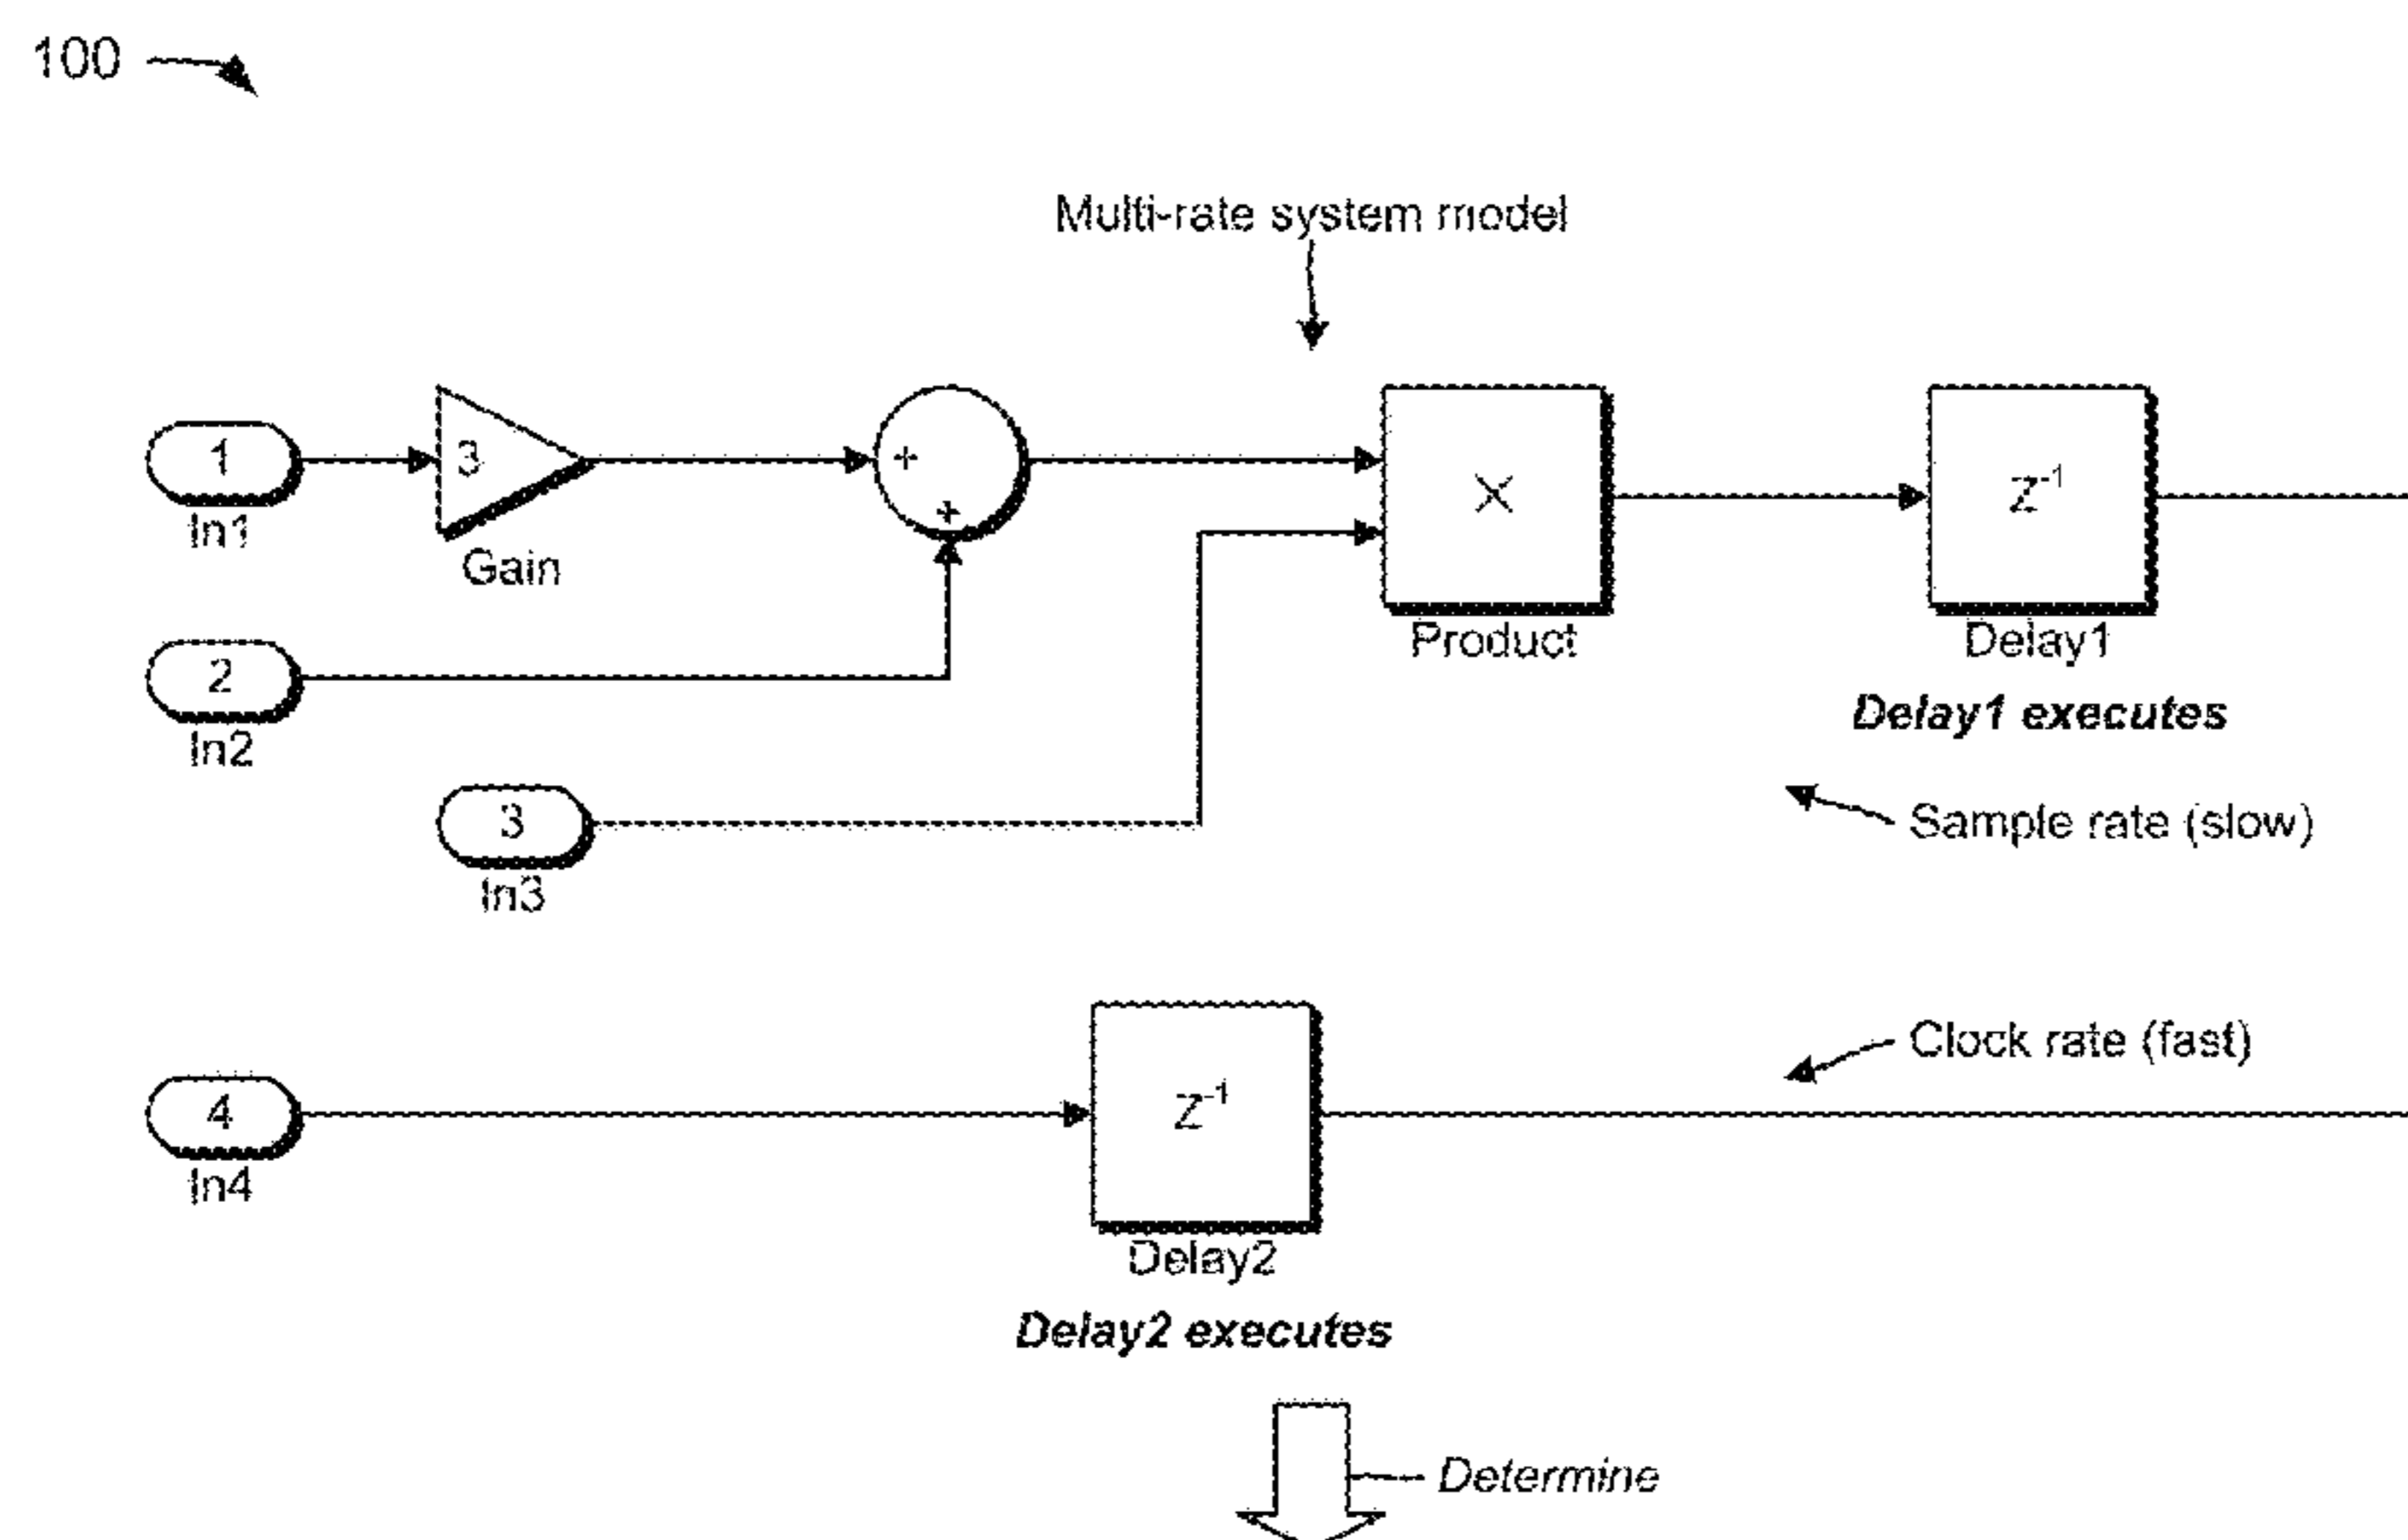 100
Multi-rate system model
1
In1
3
Gain
+
+
2
In2
3
In3
×
Product
Z⁻¹
Delay1
Delay1 executes
Sample rate (slow)
4
In4
Z⁻¹
Delay2
Delay2 executes
Clock rate (fast)
Determine